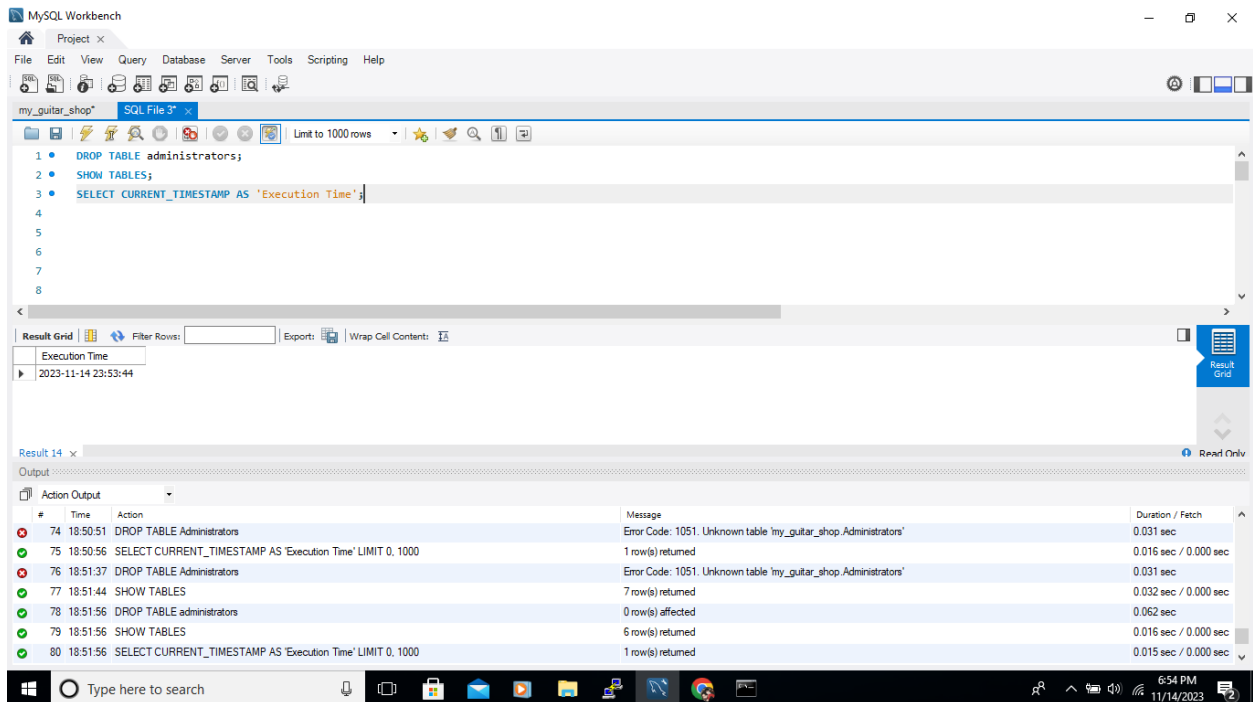 MySQL Workbench
Project ×
File Edit View Query Database Server Tools Scripting Help
my_guitar_shop* SQL File 3* ×
Limit to 1000 rows
1 DROP TABLE administrators;
2 SHOW TABLES;
3 SELECT CURRENT_TIMESTAMP AS 'Execution Time';
4
5
6
7
8
Result Grid Filter Rows: Export: Wrap Cell Content:
Execution Time
2023-11-14 23:53:44
Result Grid
Result 14 × Read Only
Output
Action Output
# Time Action Message Duration / Fetch
74 18:50:51 DROP TABLE Administrators Error Code: 1051. Unknown table 'my_guitar_shop.Administrators' 0.031 sec
75 18:50:56 SELECT CURRENT_TIMESTAMP AS 'Execution Time' LIMIT 0, 1000 1 row(s) returned 0.016 sec / 0.000 sec
76 18:51:37 DROP TABLE Administrators Error Code: 1051. Unknown table 'my_guitar_shop.Administrators' 0.031 sec
77 18:51:44 SHOW TABLES 7 row(s) returned 0.032 sec / 0.000 sec
78 18:51:56 DROP TABLE administrators 0 row(s) affected 0.062 sec
79 18:51:56 SHOW TABLES 6 row(s) returned 0.016 sec / 0.000 sec
80 18:51:56 SELECT CURRENT_TIMESTAMP AS 'Execution Time' LIMIT 0, 1000 1 row(s) returned 0.015 sec / 0.000 sec
Type here to search
6:54 PM
11/14/2023
2